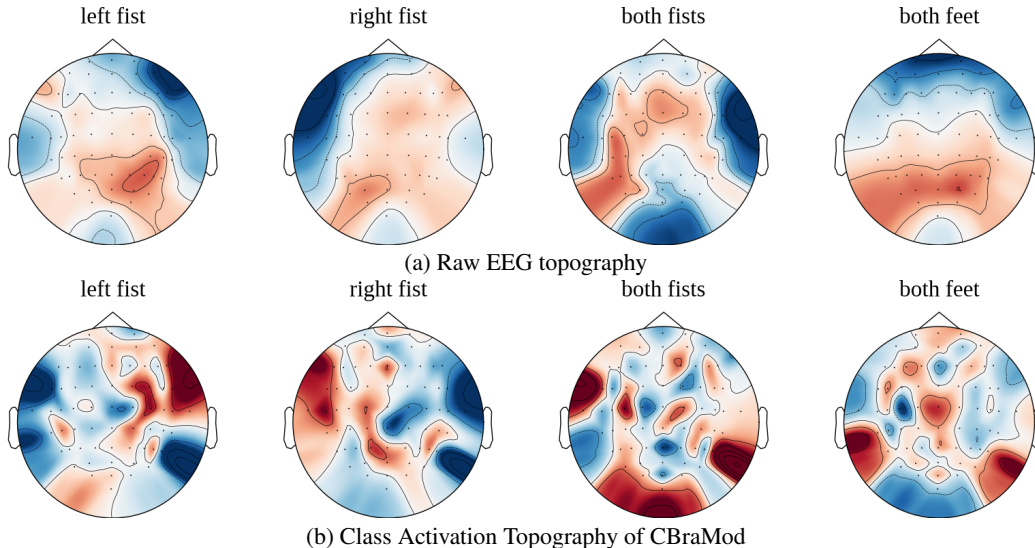 left fist right fist both fists both feet
(a) Raw EEG topography
left fist right fist both fists both feet
(b) Class Activation Topography of CBraMod